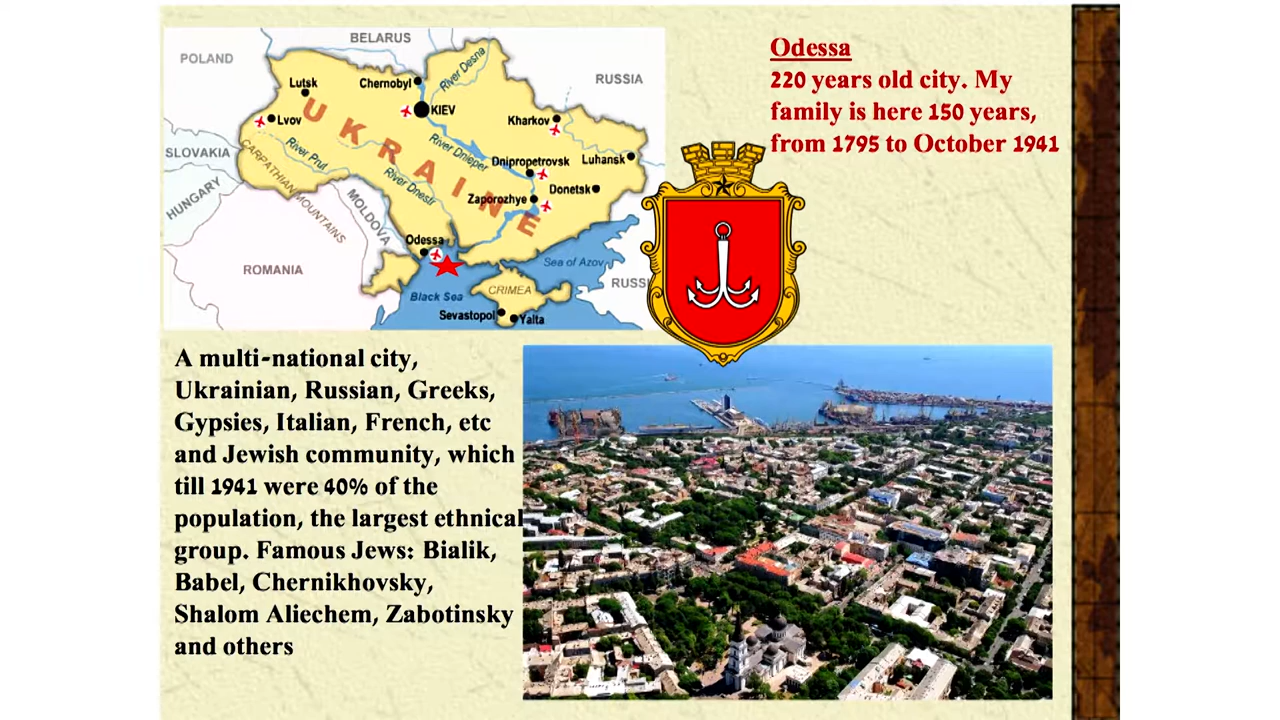 Odessa
220 years old city. My
family is here 150 years,
from 1795 to October 1941
POLAND
BELARUS
RUSSIA
SLOVAKIA
HUNGARY
ROMANIA
MOLDOVA
CARPATHIAN MOUNTAINS
UKRAINE
Lutsk
Chernobyl
River Desna
KIEV
Lvov
Kharkov
River Prut
River Dnieper
Dnipropetrovsk
Luhansk
River Dnestr
Zaporozhye
Donetsk
Odessa
Sea of Azov
RUSSI
CRIMEA
Black Sea
Sevastopol
Yalta
A multi-national city,
Ukrainian, Russian, Greeks,
Gypsies, Italian, French, etc
and Jewish community, which
till 1941 were 40% of the
population, the largest ethnical
group. Famous Jews: Bialik,
Babel, Chernikhovsky,
Shalom Aliechem, Zabotinsky
and others